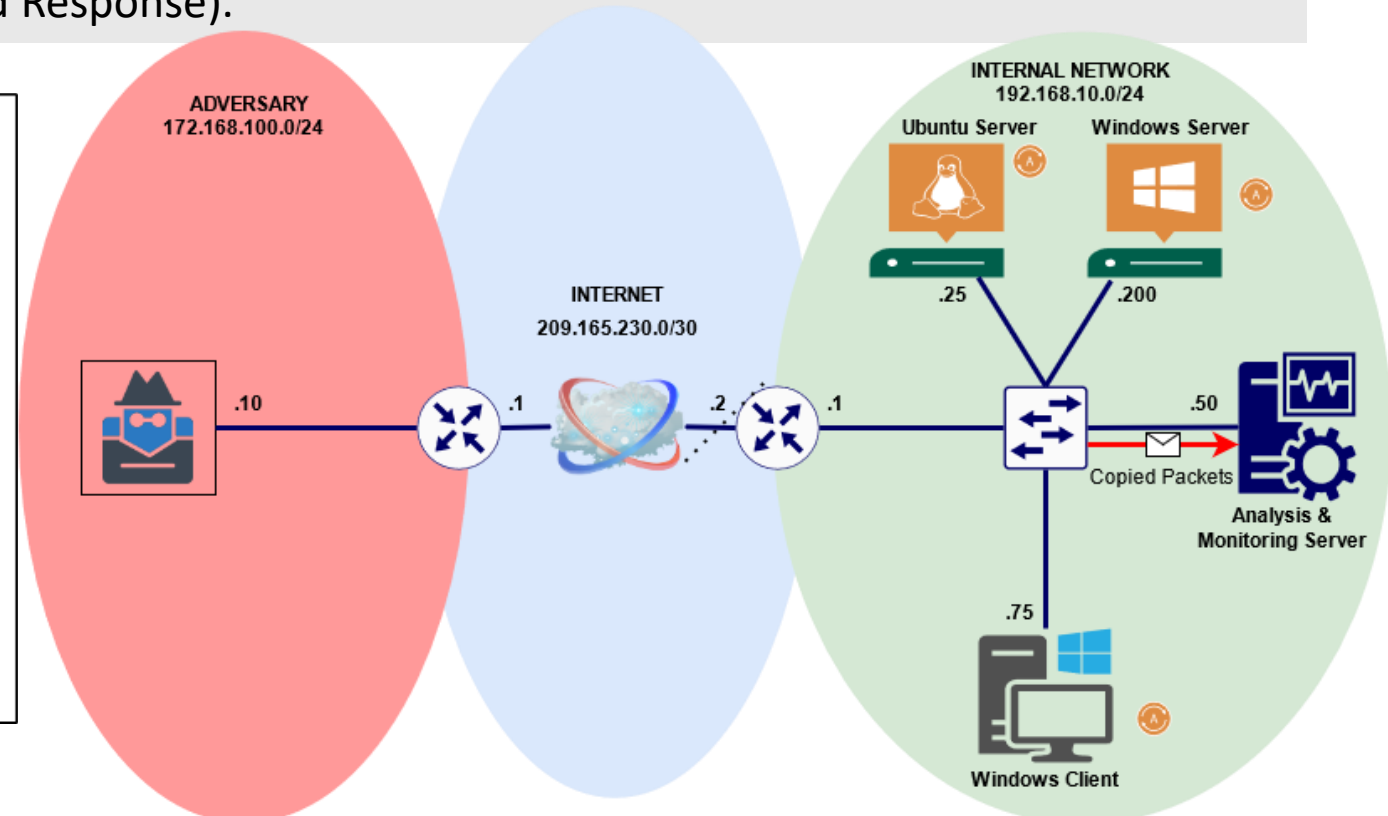 d Response).
ADVERSARY
172.168.100.0/24
INTERNAL NETWORK
192.168.10.0/24
Ubuntu Server
Windows Server
A
A
.25
.200
INTERNET
209.165.230.0/30
.10
.1
.2
.1
.50
Copied Packets
Analysis &
Monitoring Server
.75
A
Windows Client